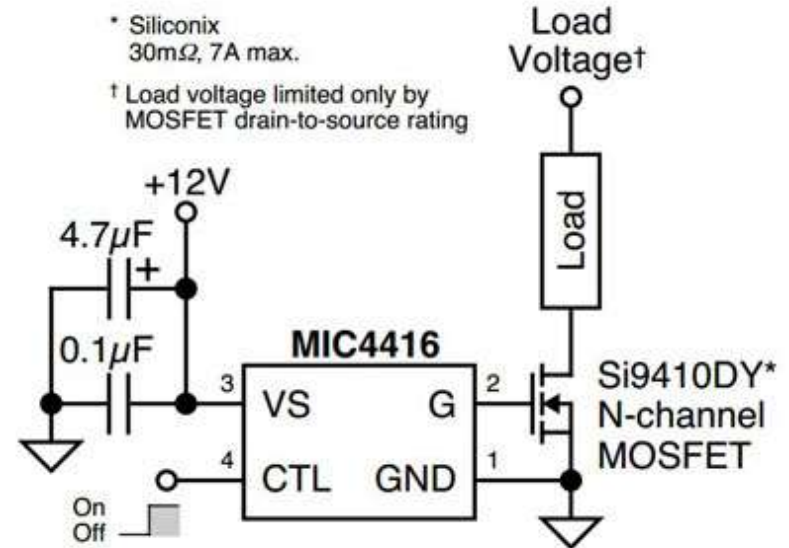 * Siliconix
30mΩ, 7A max.
† Load voltage limited only by
MOSFET drain-to-source rating
Load
Voltage†
+12V
4.7µF
+
0.1µF
Load
MIC4416
3
VS
G
2
4
CTL
GND
1
Si9410DY*
N-channel
MOSFET
On
Off